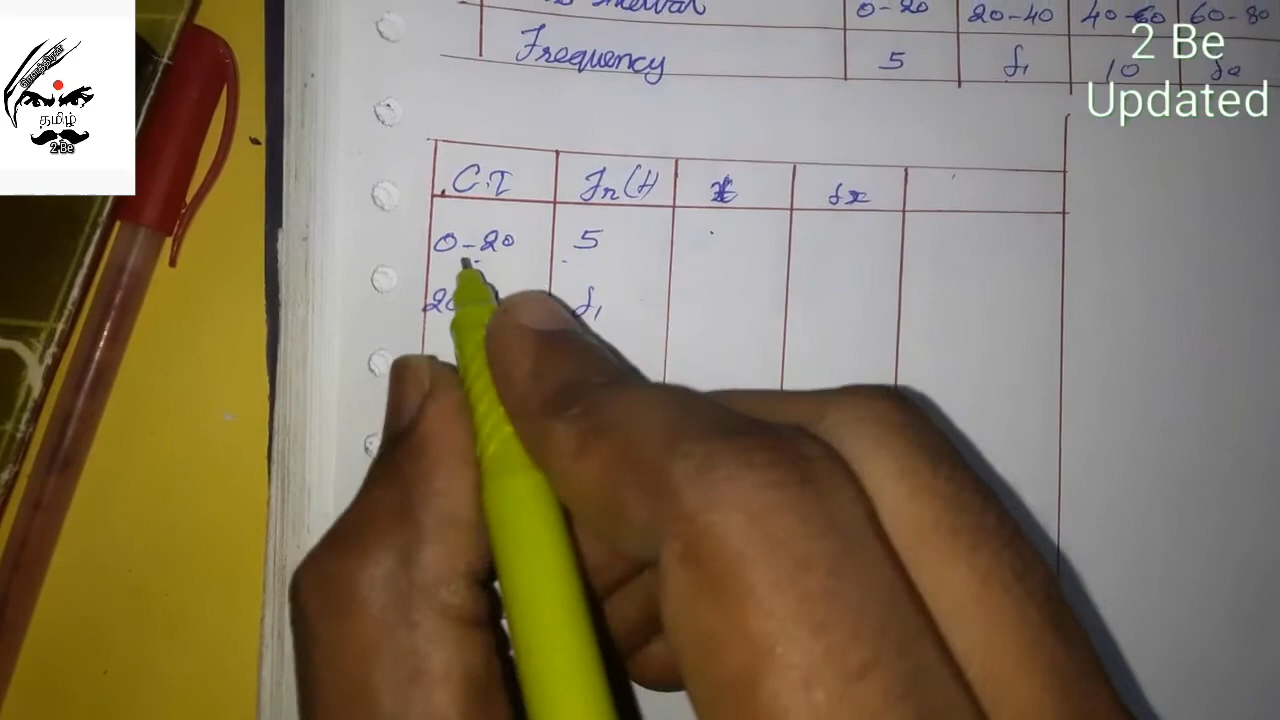 0-20 20-40 40-60 60-80
Frequency 5 f₁ 10 f₂
2 Be
Updated
தமிழ்
2 Be
C.I x fx
0-20 5
20 f₁